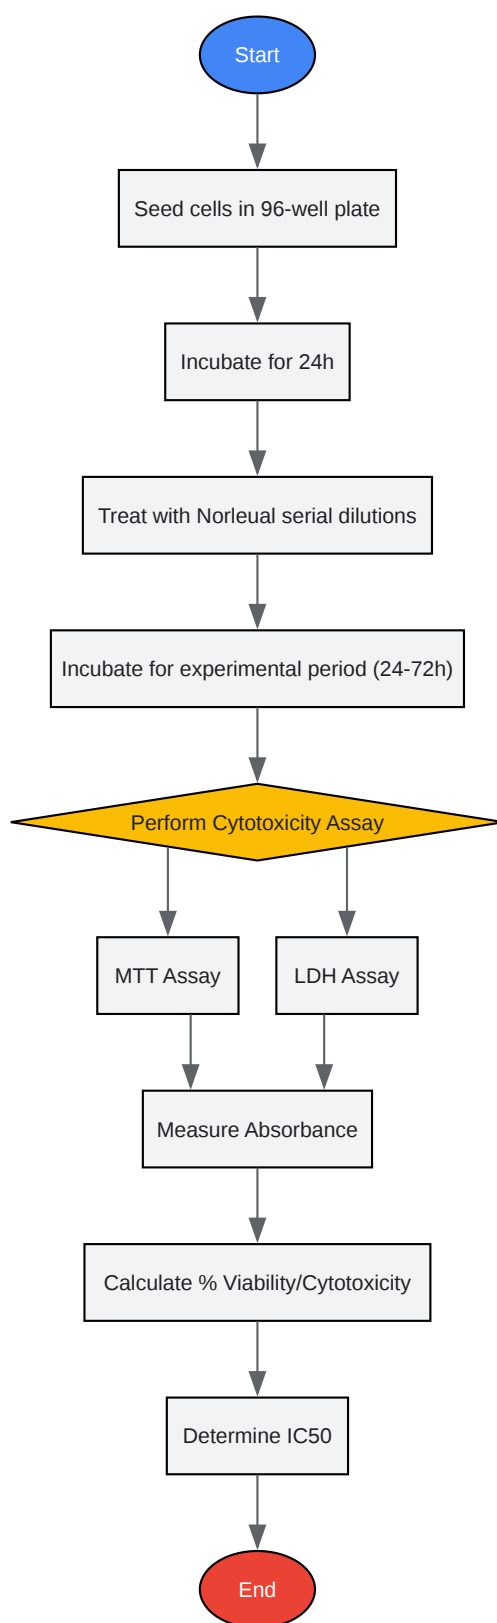 Start
Seed cells in 96-well plate
Incubate for 24h
Treat with Norleual serial dilutions
Incubate for experimental period (24-72h)
Perform Cytotoxicity Assay
MTT Assay
LDH Assay
Measure Absorbance
Calculate % Viability/Cytotoxicity
Determine IC50
End